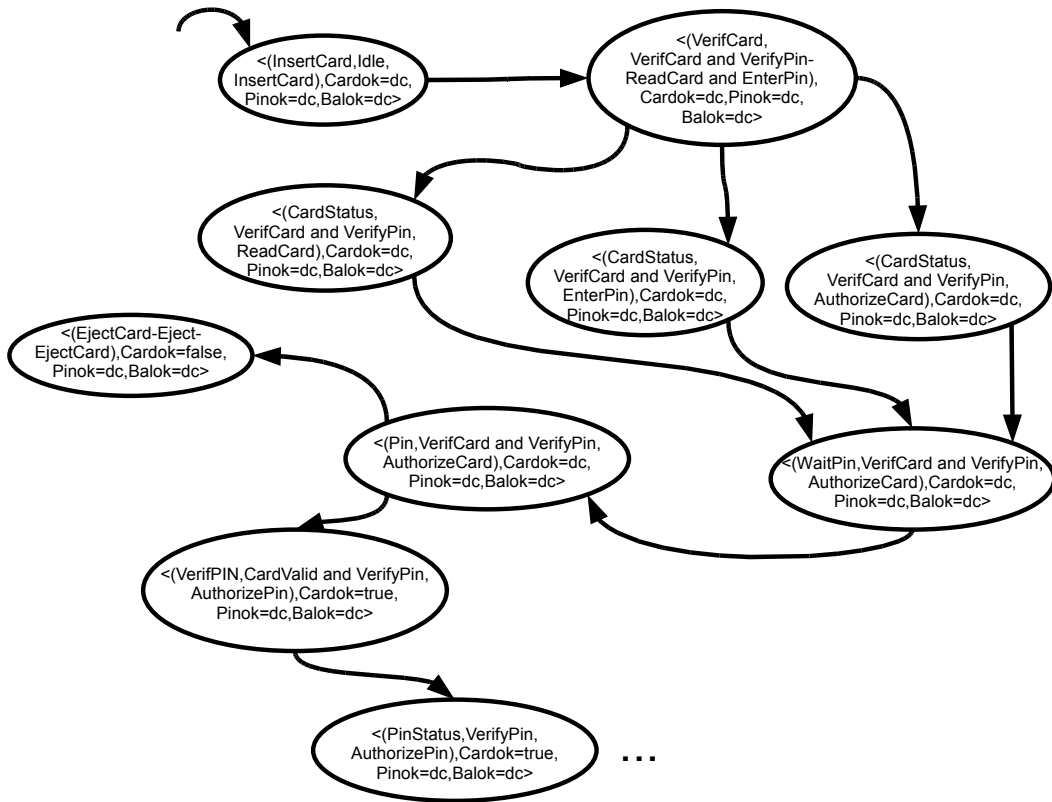 <(InsertCard,Idle,
InsertCard),Cardok=dc,
Pinok=dc,Balok=dc>
<(VerifCard,
VerifCard and VerifyPin-
ReadCard and EnterPin),
Cardok=dc,Pinok=dc,
Balok=dc>
<(CardStatus,
VerifCard and VerifyPin,
ReadCard),Cardok=dc,
Pinok=dc,Balok=dc>
<(CardStatus,
VerifCard and VerifyPin,
EnterPin),Cardok=dc,
Pinok=dc,Balok=dc>
<(CardStatus,
VerifCard and VerifyPin,
AuthorizeCard),Cardok=dc,
Pinok=dc,Balok=dc>
<(EjectCard-Eject-
EjectCard),Cardok=false,
Pinok=dc,Balok=dc>
<(Pin,VerifCard and VerifyPin,
AuthorizeCard),Cardok=dc,
Pinok=dc,Balok=dc>
<(WaitPin,VerifCard and VerifyPin,
AuthorizeCard),Cardok=dc,
Pinok=dc,Balok=dc>
<(VerifPIN,CardValid and VerifyPin,
AuthorizePin),Cardok=true,
Pinok=dc,Balok=dc>
<(PinStatus,VerifyPin,
AuthorizePin),Cardok=true,
Pinok=dc,Balok=dc>
...